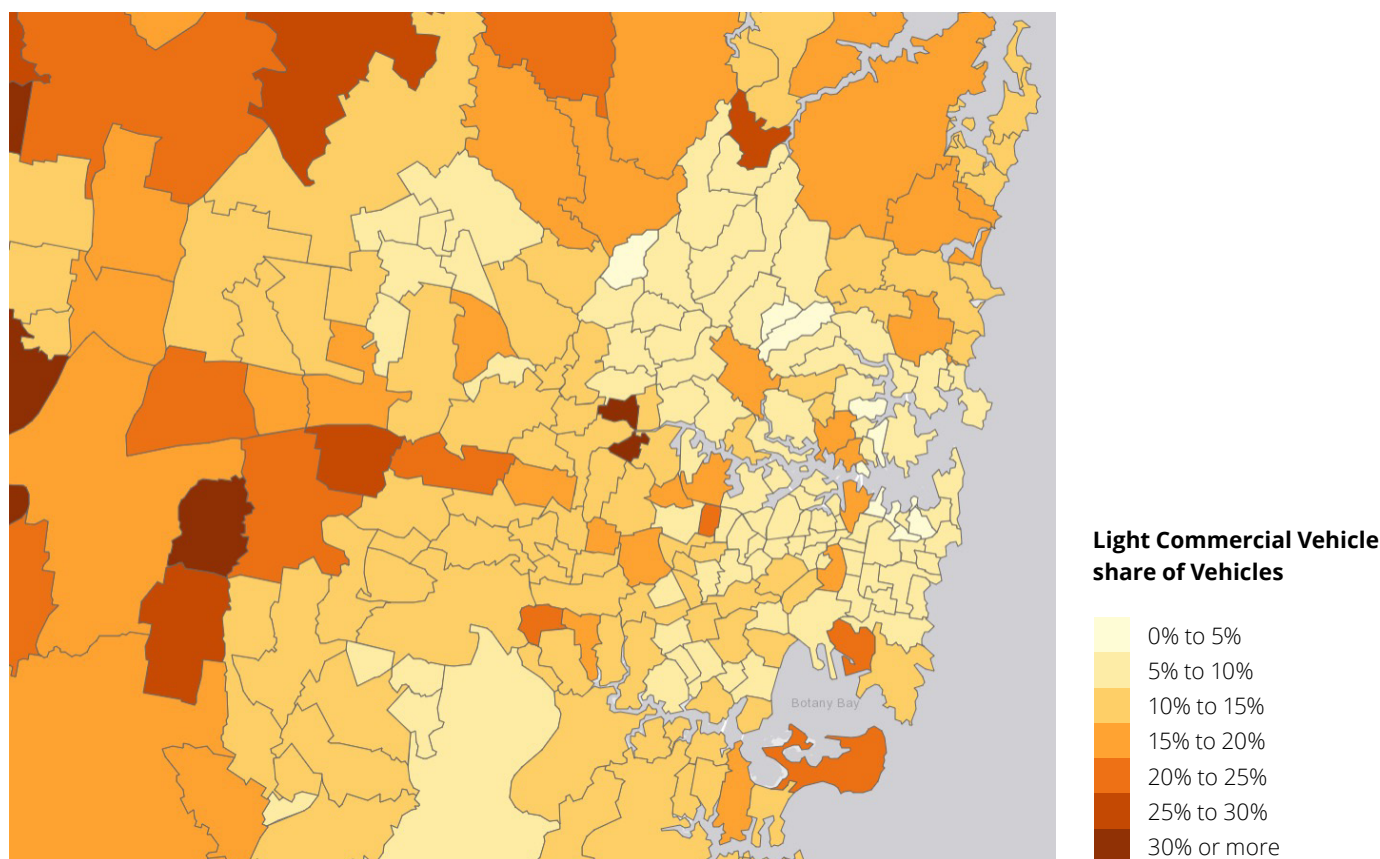 Light Commercial Vehicle
share of Vehicles
0% to 5%
5% to 10%
10% to 15%
15% to 20%
20% to 25%
25% to 30%
30% or more
Botany Bay